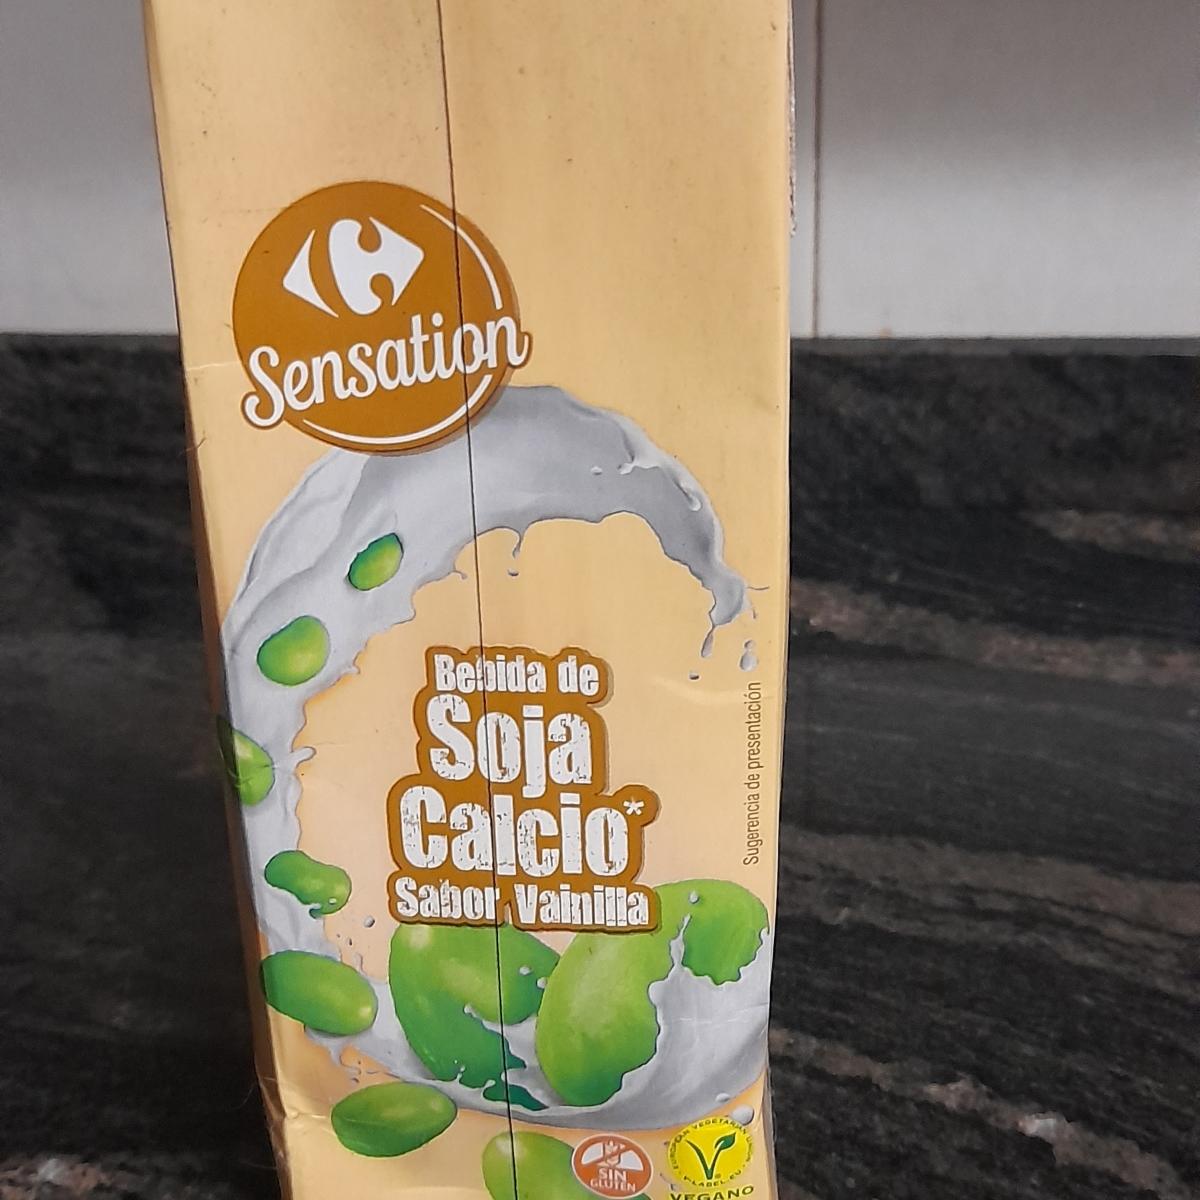 Sensation
Bebida de
Soja
Calcio*
Sabor Vainilla
Sugerencia de presentación
SIN
GLUTEN
VEGANO